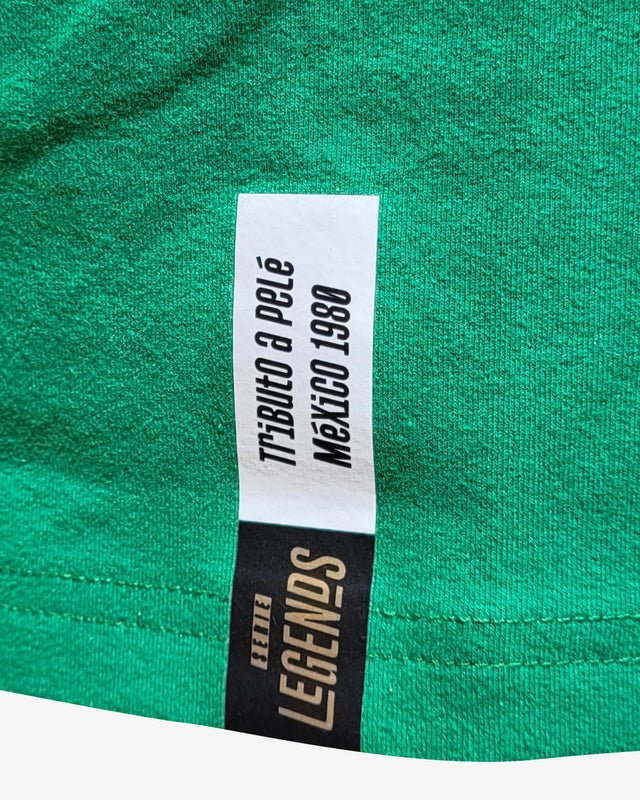 Tributo a Pelé
México 1980
SERIE
LEGENDS